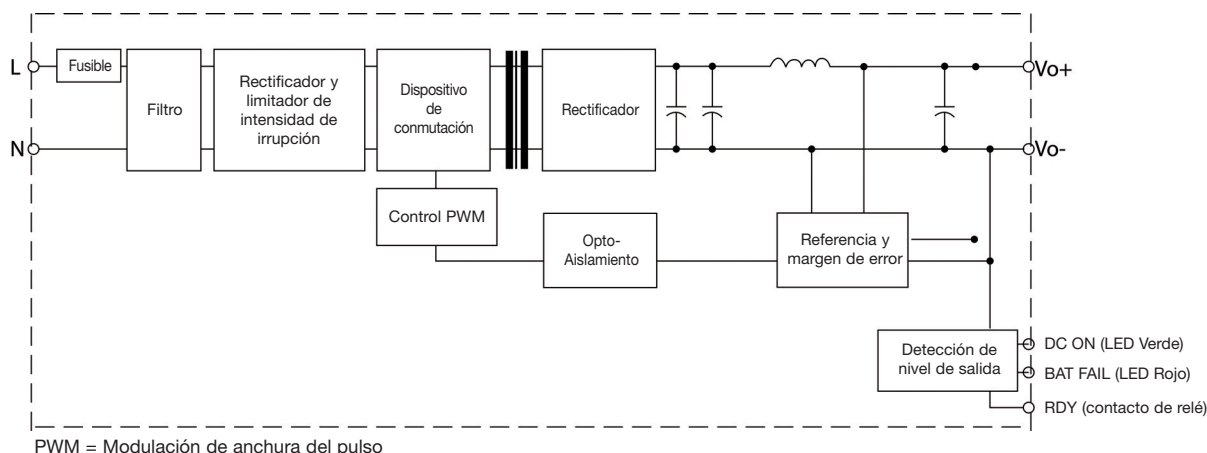 L
Fusible
Filtro
Rectificador y
limitador de
intensidad de
irrupción
Dispositivo
de
conmutación
Rectificador
Vo+
N
Vo-
Control PWM
Opto-
Aislamiento
Referencia y
margen de error
Detección de
nivel de salida
DC ON (LED Verde)
BAT FAIL (LED Rojo)
RDY (contacto de relé)
PWM = Modulación de anchura del pulso